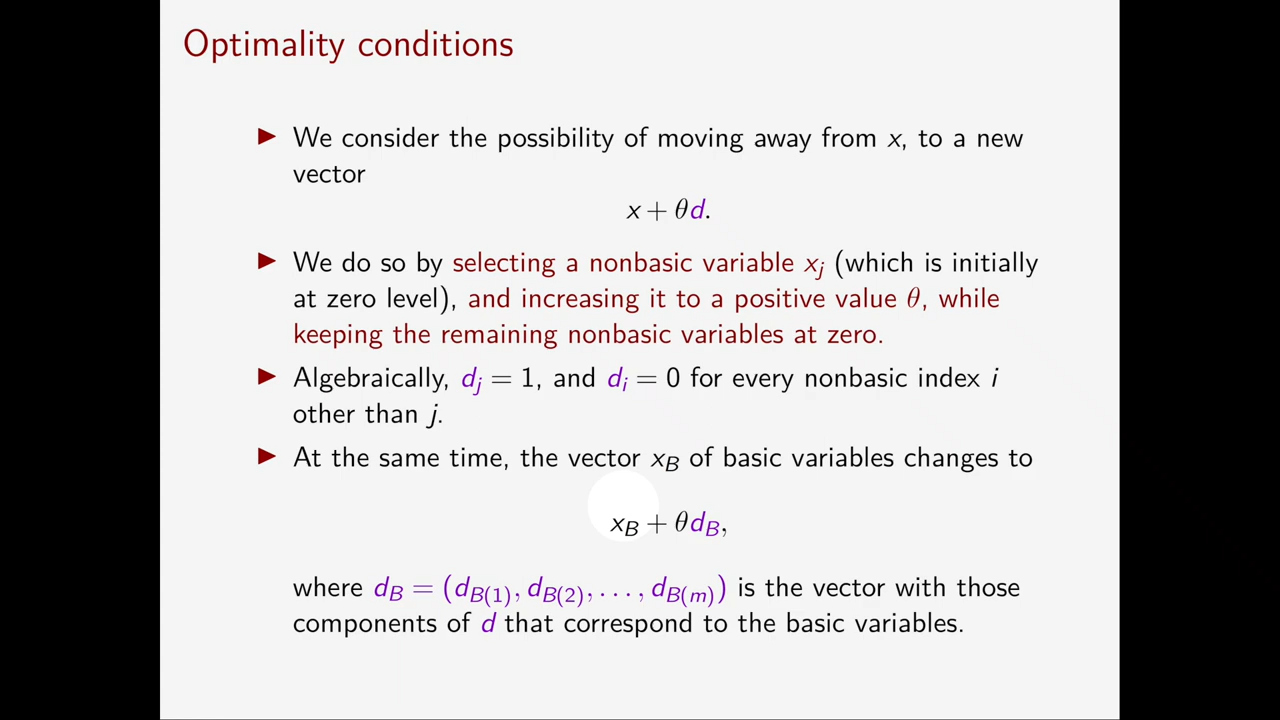 Optimality conditions
▶ We consider the possibility of moving away from x, to a new
vector
x + θd.
▶ We do so by selecting a nonbasic variable x_j (which is initially
at zero level), and increasing it to a positive value θ, while
keeping the remaining nonbasic variables at zero.
▶ Algebraically, d_j = 1, and d_i = 0 for every nonbasic index i
other than j.
▶ At the same time, the vector x_B of basic variables changes to
x_B + θd_B,
where d_B = (d_B(1), d_B(2), . . . , d_B(m)) is the vector with those
components of d that correspond to the basic variables.